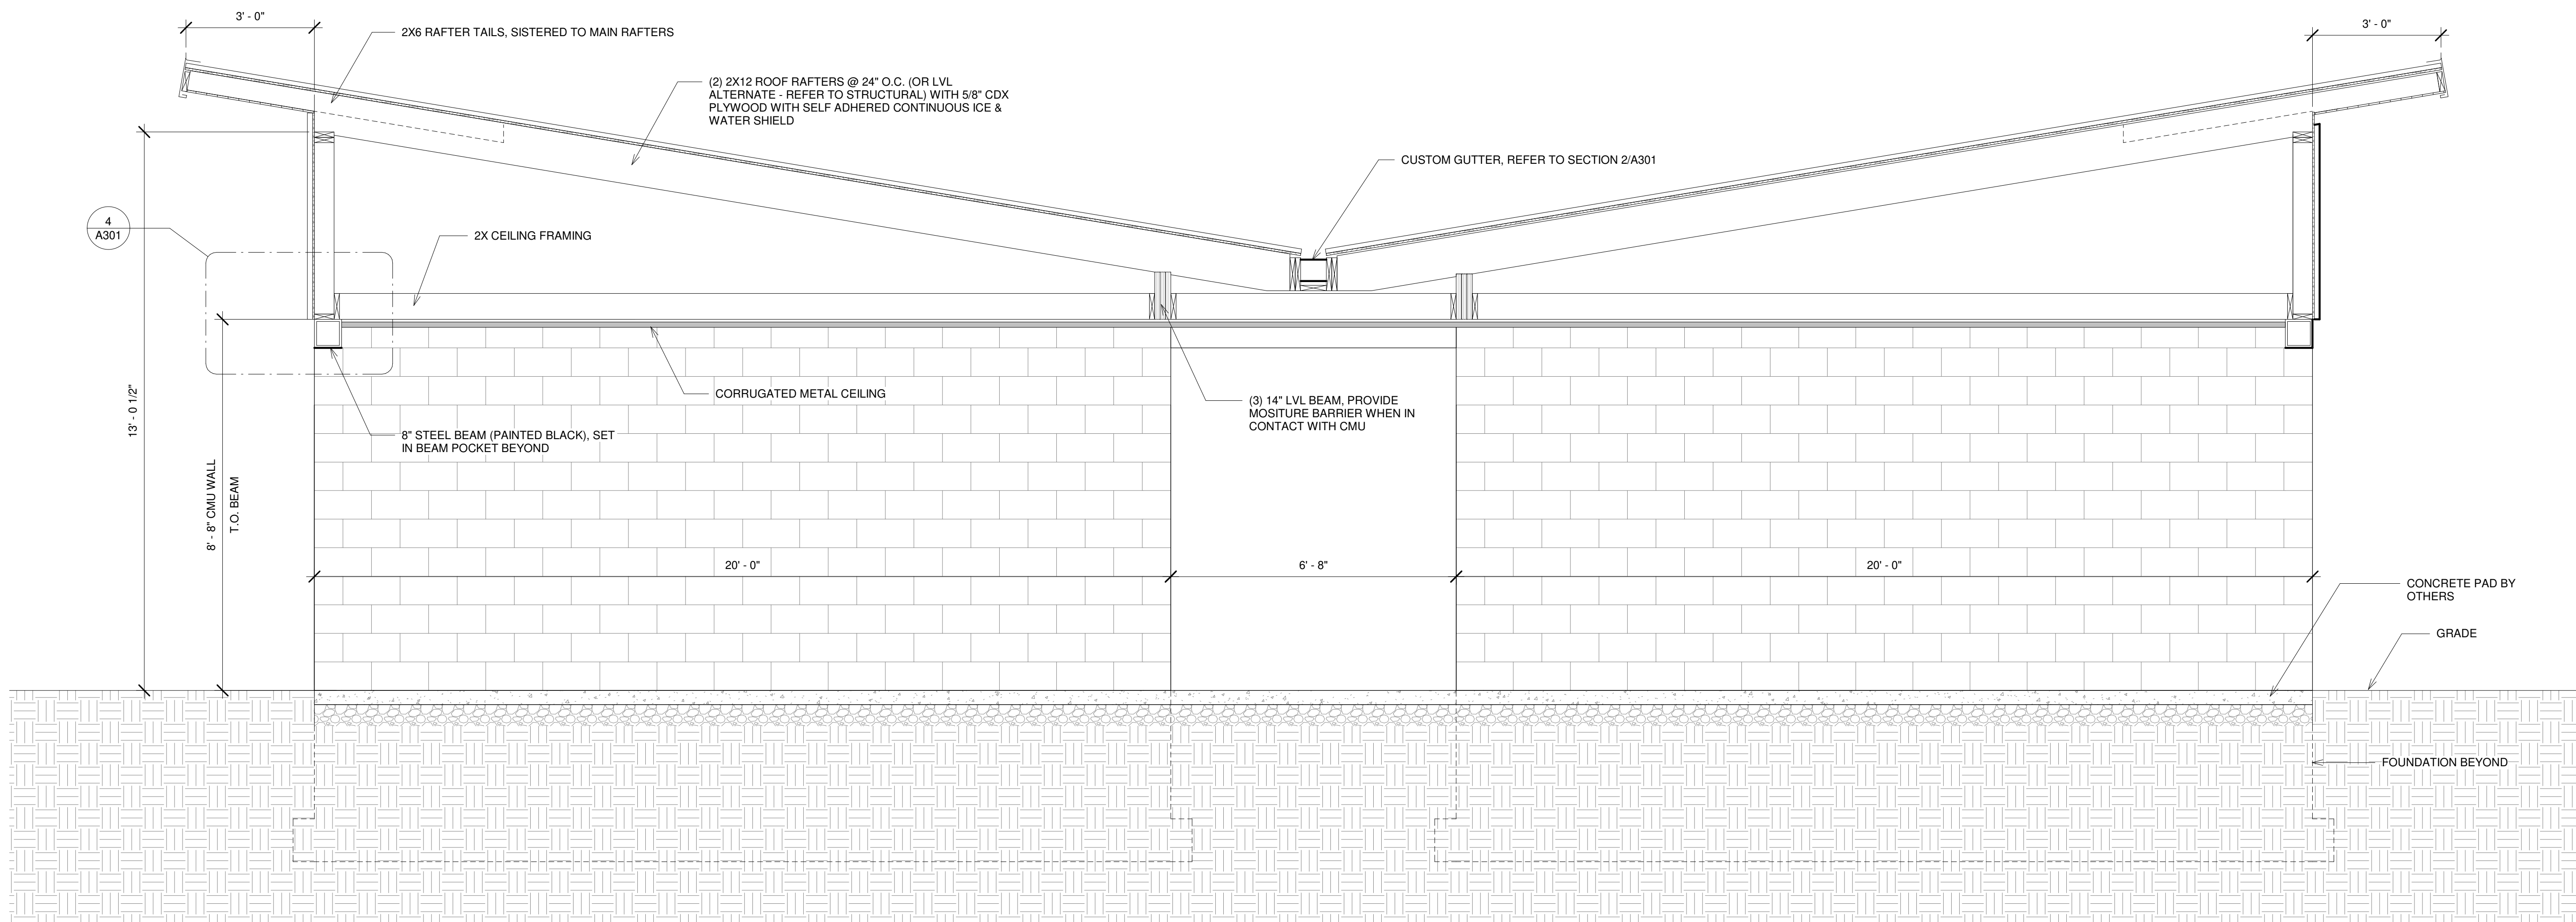 3' - 0"
3' - 0"
2X6 RAFTER TAILS, SISTERED TO MAIN RAFTERS
(2) 2X12 ROOF RAFTERS @ 24" O.C. (OR LVL
ALTERNATE - REFER TO STRUCTURAL) WITH 5/8" CDX
PLYWOOD WITH SELF ADHERED CONTINUOUS ICE &
WATER SHIELD
CUSTOM GUTTER, REFER TO SECTION 2/A301
4
A301
2X CEILING FRAMING
CORRUGATED METAL CEILING
(3) 14" LVL BEAM, PROVIDE
MOSITURE BARRIER WHEN IN
CONTACT WITH CMU
8" STEEL BEAM (PAINTED BLACK), SET
IN BEAM POCKET BEYOND
13' - 0 1/2"
8' - 8" CMU WALL
T.O. BEAM
20' - 0"
6' - 8"
20' - 0"
CONCRETE PAD BY
OTHERS
GRADE
FOUNDATION BEYOND